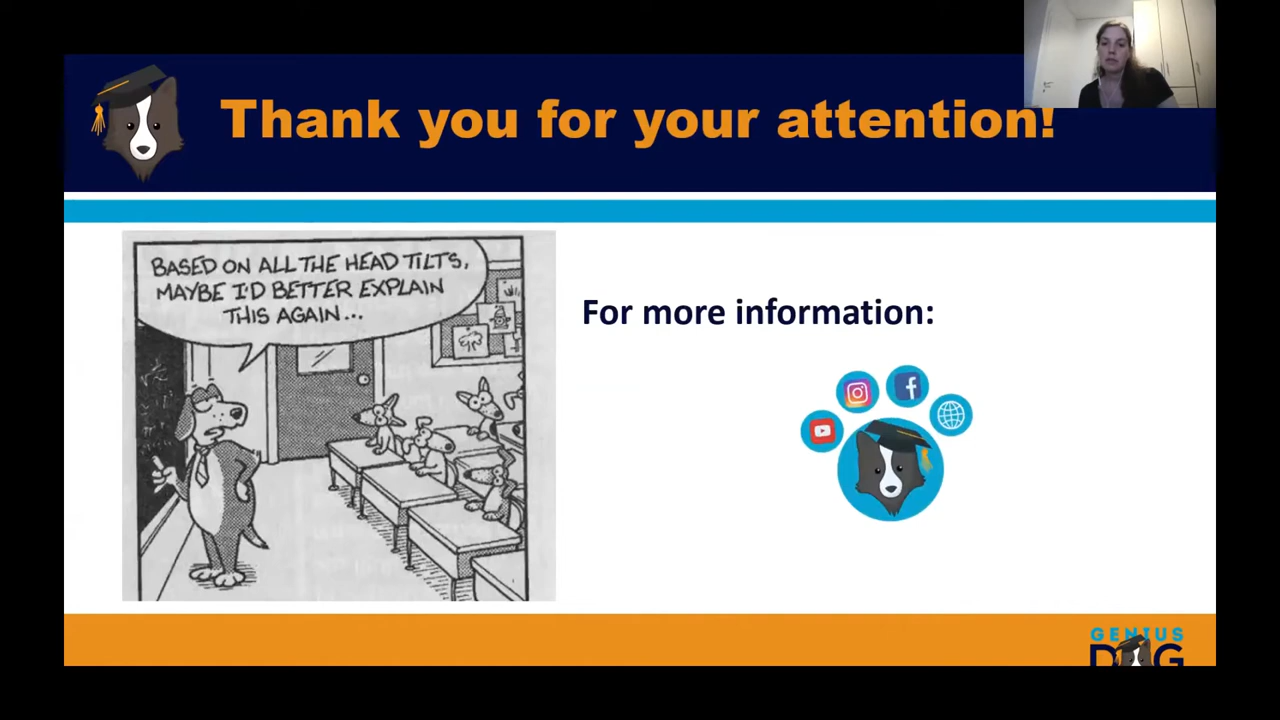 Thank you for your attention!
BASED ON ALL THE HEAD TILTS,
MAYBE I'D BETTER EXPLAIN
THIS AGAIN...
For more information:
GENIUS
DOG